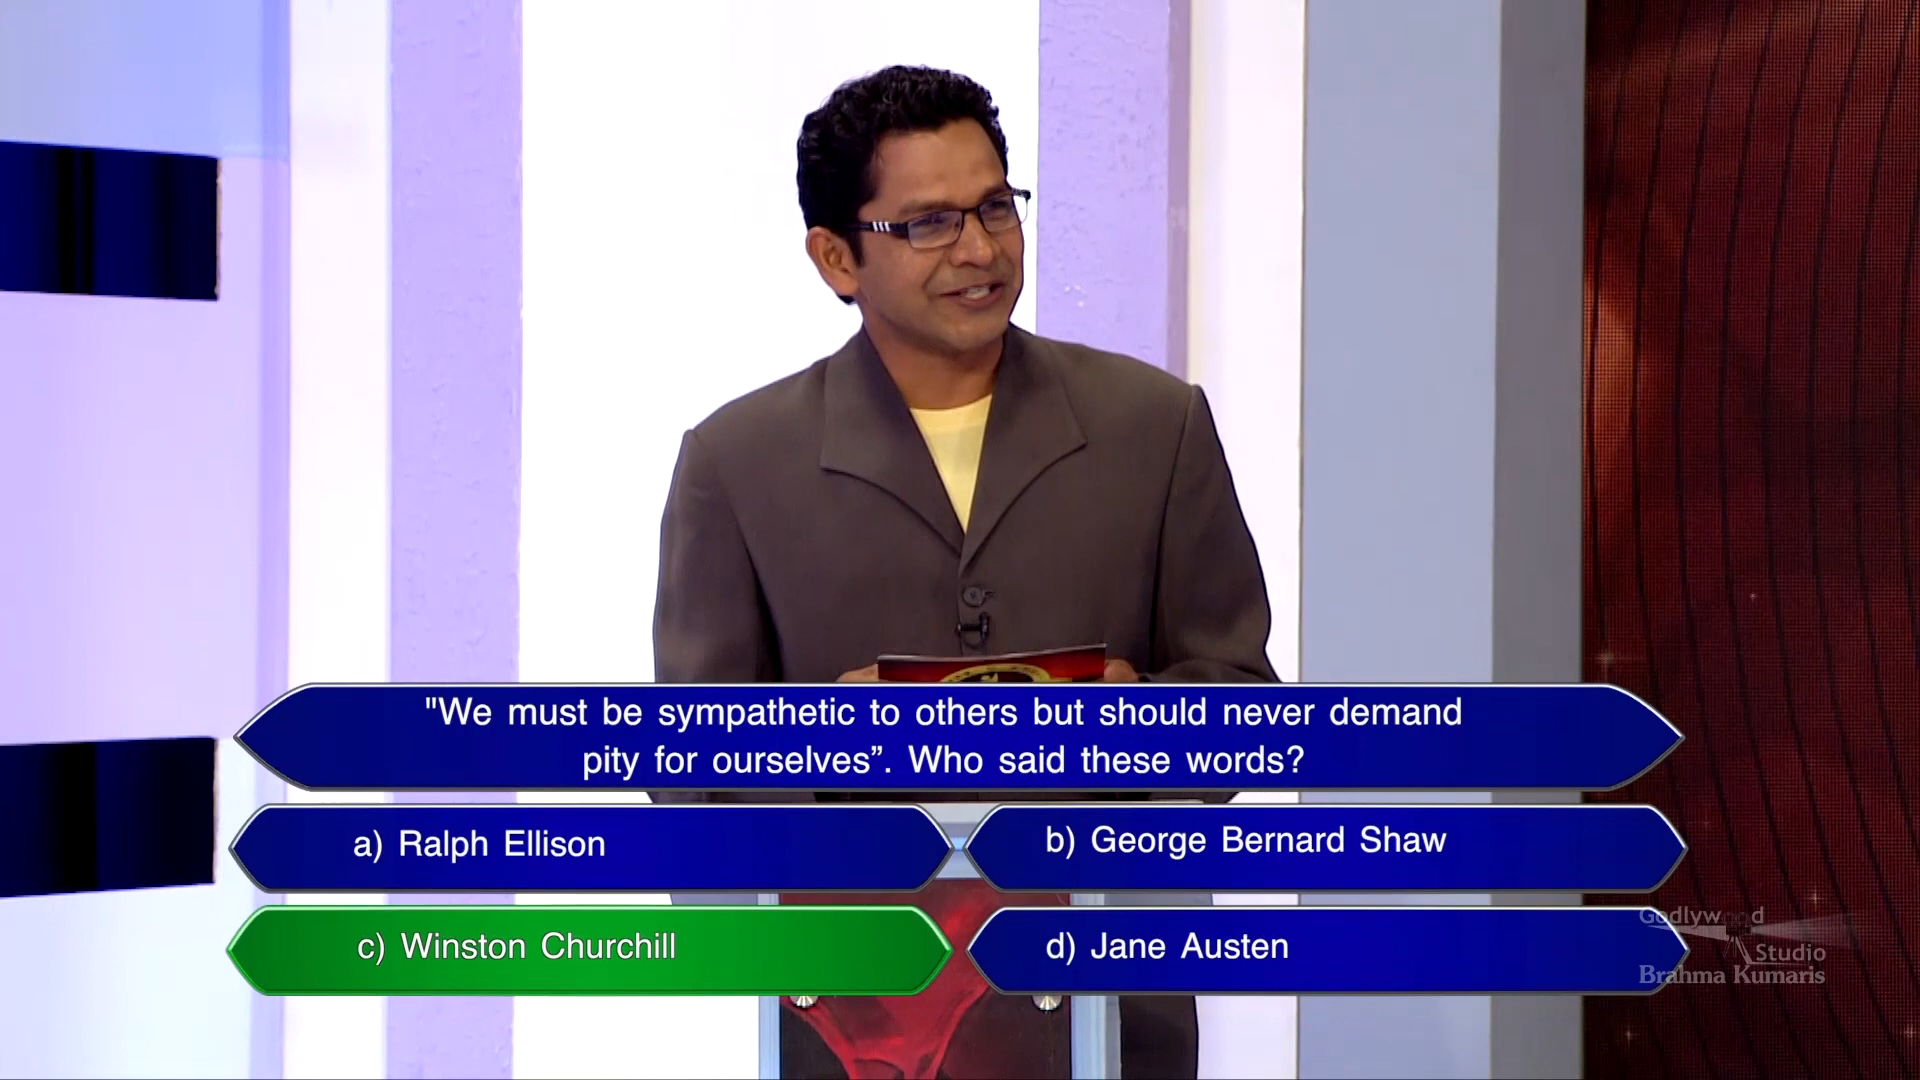 "We must be sympathetic to others but should never demand
pity for ourselves”. Who said these words?
a) Ralph Ellison
b) George Bernard Shaw
c) Winston Churchill
d) Jane Austen
Godlywood
Studio
Brahma Kumaris